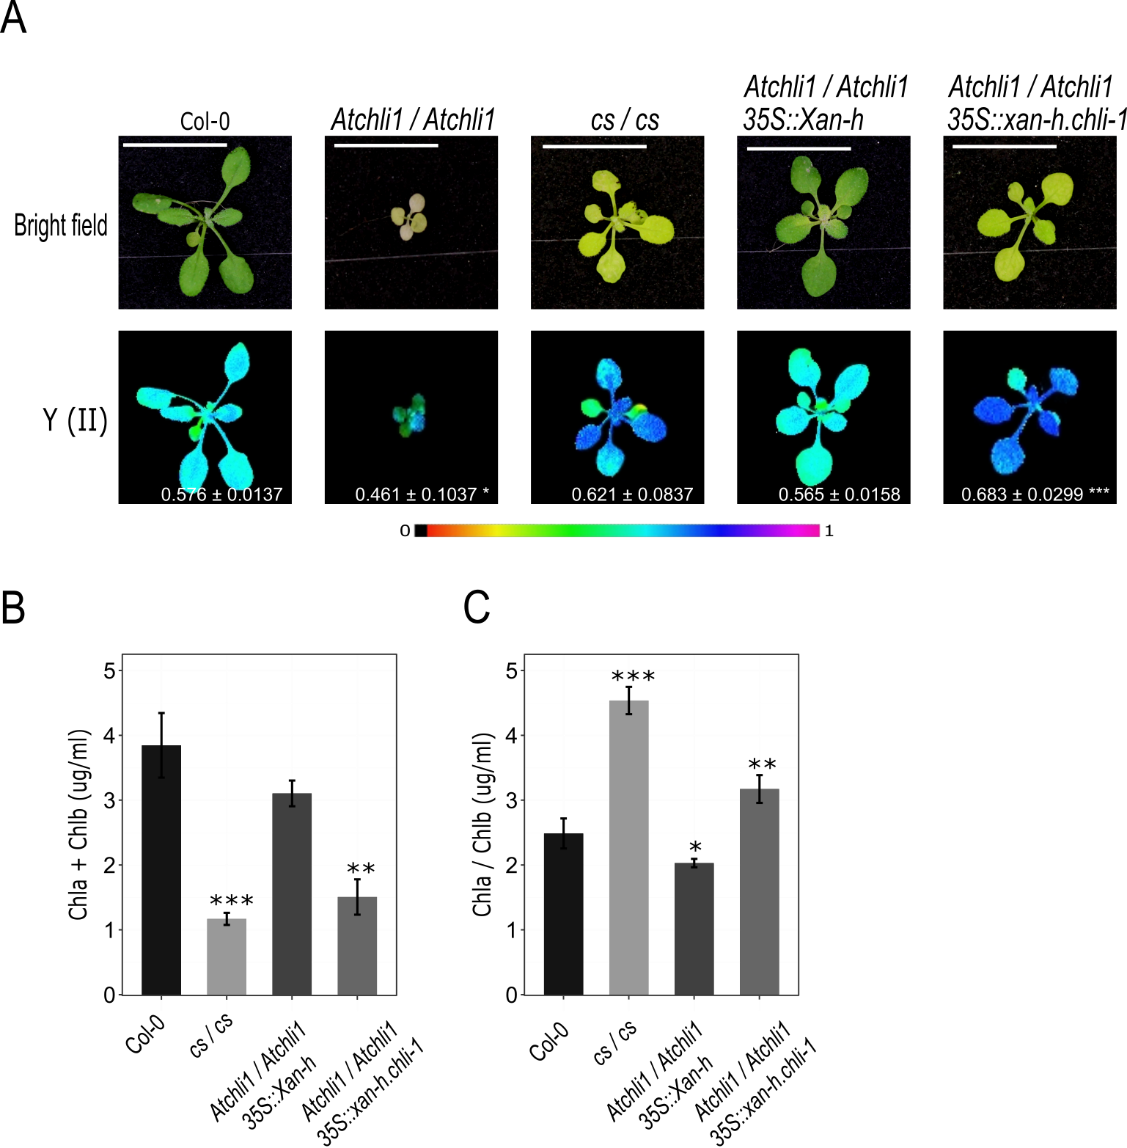 A
Col-0
Atchli1 / Atchli1
cs / cs
Atchli1 / Atchli1
35S::Xan-h
Atchli1 / Atchli1
35S::xan-h.chli-1
Bright field
Y (II)
0.576 ± 0.0137
0.461 ± 0.1037 *
0.621 ± 0.0837
0.565 ± 0.0158
0.683 ± 0.0299 ***
0
1
B
Chla + Chlb (ug/ml)
5
4
3
2
1
0
***
**
Col-0
cs / cs
Atchli1 / Atchli1
35S::Xan-h
Atchli1 / Atchli1
35S::xan-h.chli-1
C
Chla / Chlb (ug/ml)
5
4
3
2
1
0
***
*
**
Col-0
cs / cs
Atchli1 / Atchli1
35S::Xan-h
Atchli1 / Atchli1
35S::xan-h.chli-1